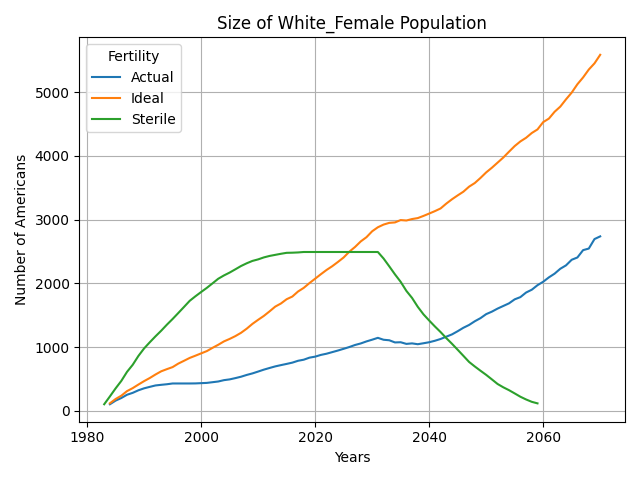 Size of White_Female Population
Fertility
Actual
Ideal
Sterile
Number of Americans
5000
4000
3000
2000
1000
0
1980
2000
2020
2040
2060
Years